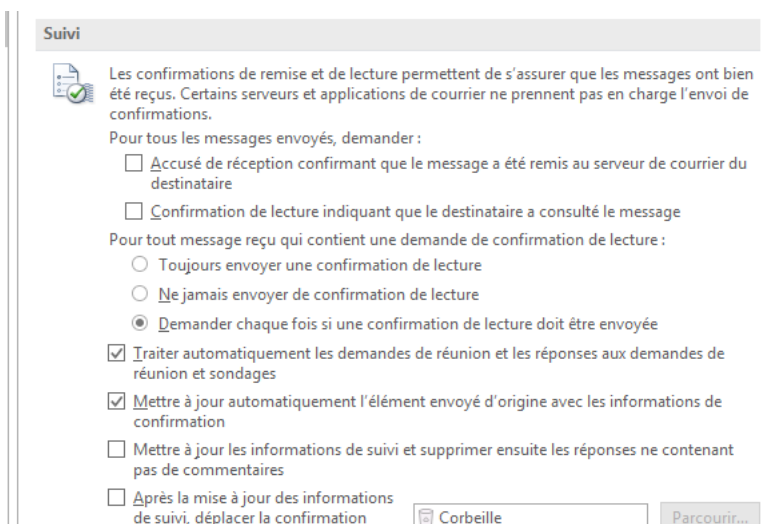 Suivi
Les confirmations de remise et de lecture permettent de s'assurer que les messages ont bien
été reçus. Certains serveurs et applications de courrier ne prennent pas en charge l'envoi de
confirmations.
Pour tous les messages envoyés, demander :
Accusé de réception confirmant que le message a été remis au serveur de courrier du
destinataire
Confirmation de lecture indiquant que le destinataire a consulté le message
Pour tout message reçu qui contient une demande de confirmation de lecture :
Toujours envoyer une confirmation de lecture
Ne jamais envoyer de confirmation de lecture
Demander chaque fois si une confirmation de lecture doit être envoyée
Traiter automatiquement les demandes de réunion et les réponses aux demandes de
réunion et sondages
Mettre à jour automatiquement l'élément envoyé d'origine avec les informations de
confirmation
Mettre à jour les informations de suivi et supprimer ensuite les réponses ne contenant
pas de commentaires
Après la mise à jour des informations
de suivi, déplacer la confirmation Corbeille Parcourir...